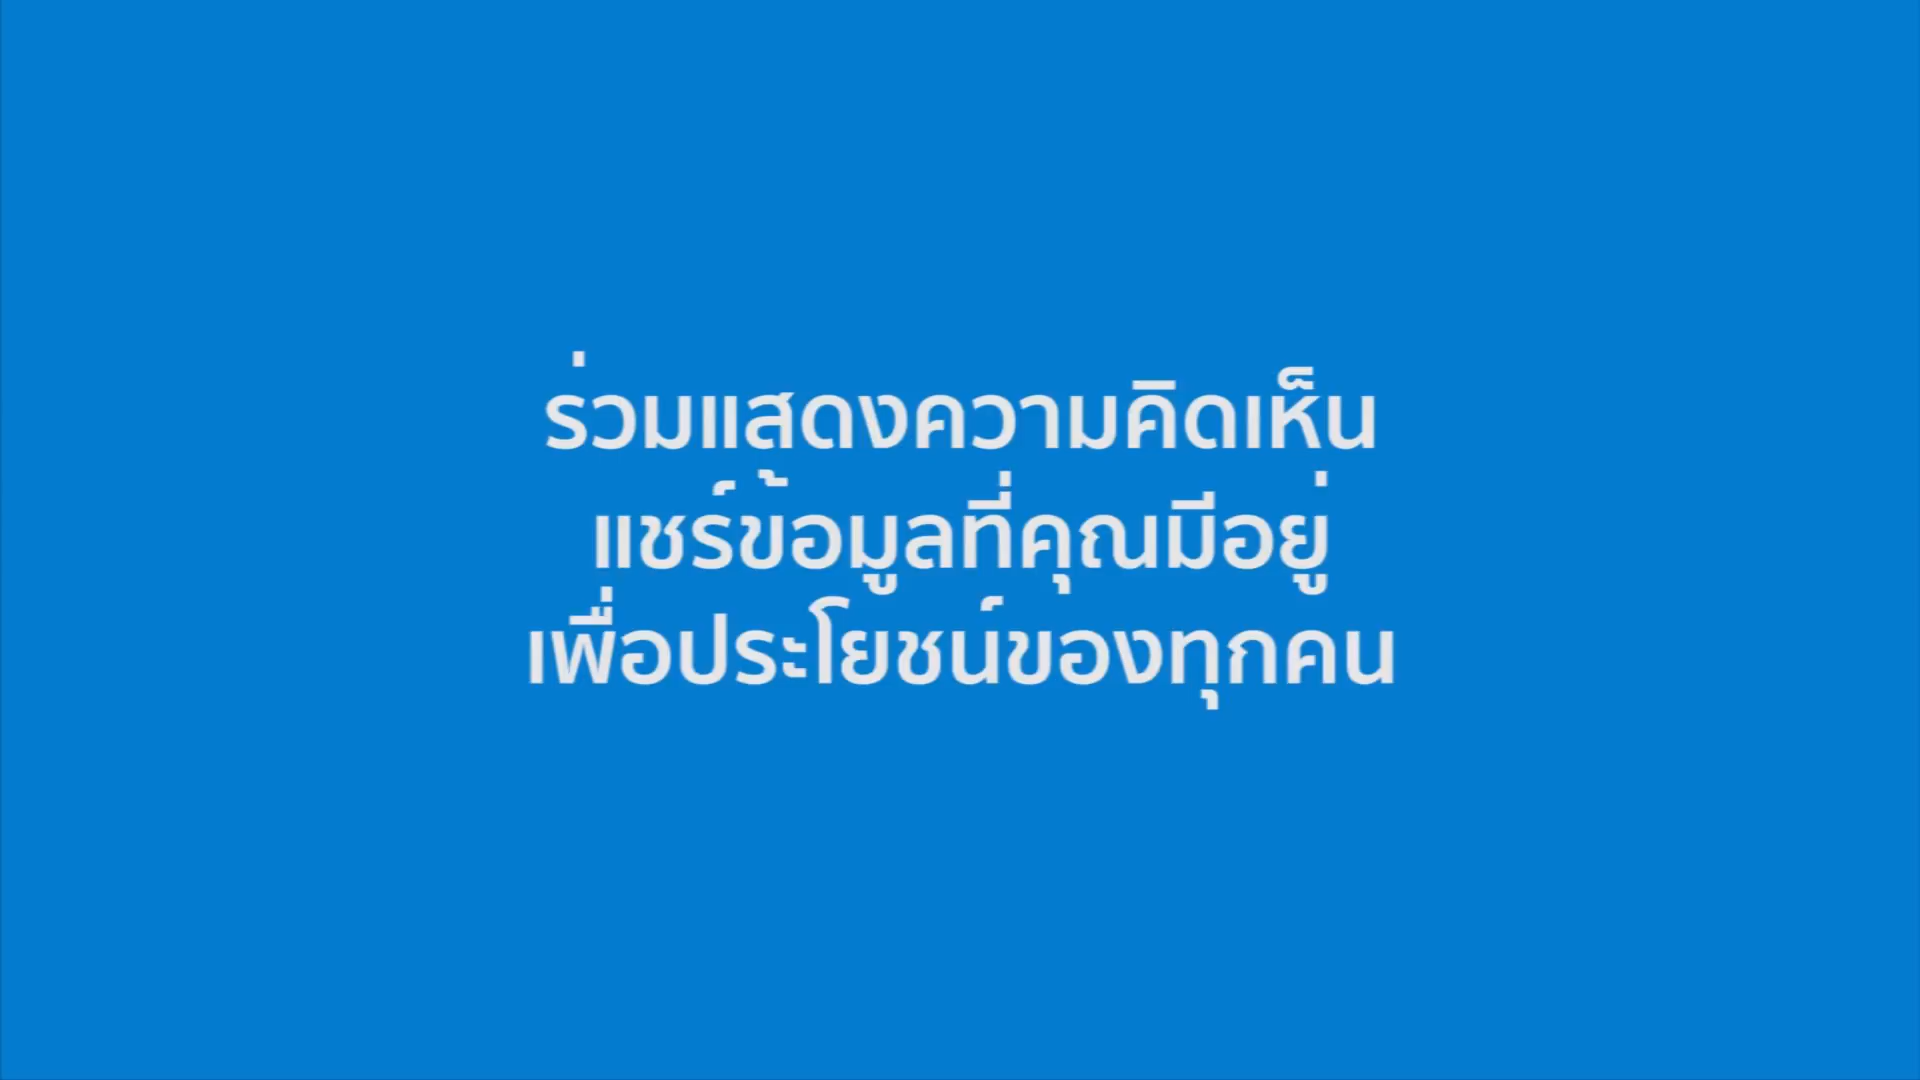 ร่วมแสดงความคิดเห็น
แชร์ข้อมูลที่คุณมีอยู่
เพื่อประโยชน์ของทุกคน